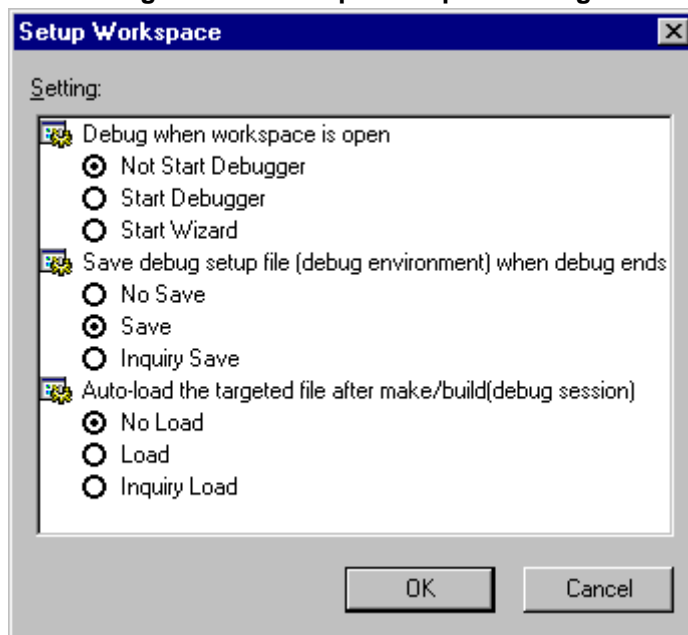 Setup Workspace
Setting:
Debug when workspace is open
Not Start Debugger
Start Debugger
Start Wizard
Save debug setup file (debug environment) when debug ends
No Save
Save
Inquiry Save
Auto-load the targeted file after make/build(debug session)
No Load
Load
Inquiry Load
OK Cancel